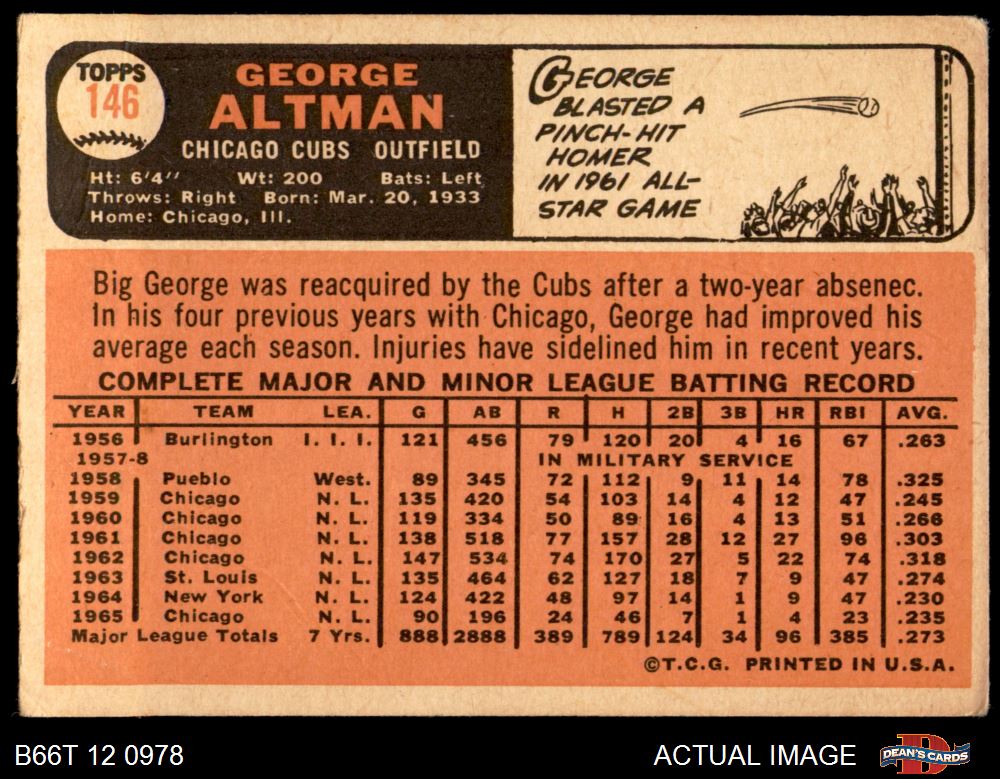 TOPPS
146
GEORGE
ALTMAN
CHICAGO CUBS OUTFIELD
Ht: 6'4'' Wt: 200 Bats: Left
Throws: Right Born: Mar. 20, 1933
Home: Chicago, Ill.
GEORGE
BLASTED A
PINCH-HIT
HOMER
IN 1961 ALL-
STAR GAME
Big George was reacquired by the Cubs after a two-year absenec.
In his four previous years with Chicago, George had improved his
average each season. Injuries have sidelined him in recent years.
COMPLETE MAJOR AND MINOR LEAGUE BATTING RECORD
YEAR TEAM LEA. G AB R H 2B 3B HR RBI AVG.
1956 Burlington I. I. I. 121 456 79 120 20 4 16 67 .263
1957-8 IN MILITARY SERVICE
1958 Pueblo West. 89 345 72 112 9 11 14 78 .325
1959 Chicago N. L. 135 420 54 103 14 4 12 47 .245
1960 Chicago N. L. 119 334 50 89 16 4 13 51 .266
1961 Chicago N. L. 138 518 77 157 28 12 27 96 .303
1962 Chicago N. L. 147 534 74 170 27 5 22 74 .318
1963 St. Louis N. L. 135 464 62 127 18 7 9 47 .274
1964 New York N. L. 124 422 48 97 14 1 9 47 .230
1965 Chicago N. L. 90 196 24 46 7 1 4 23 .235
Major League Totals 7 Yrs. 888 2888 389 789 124 34 96 385 .273
©T.C.G. PRINTED IN U.S.A.
B66T 12 0978 ACTUAL IMAGE DEAN'S CARDS